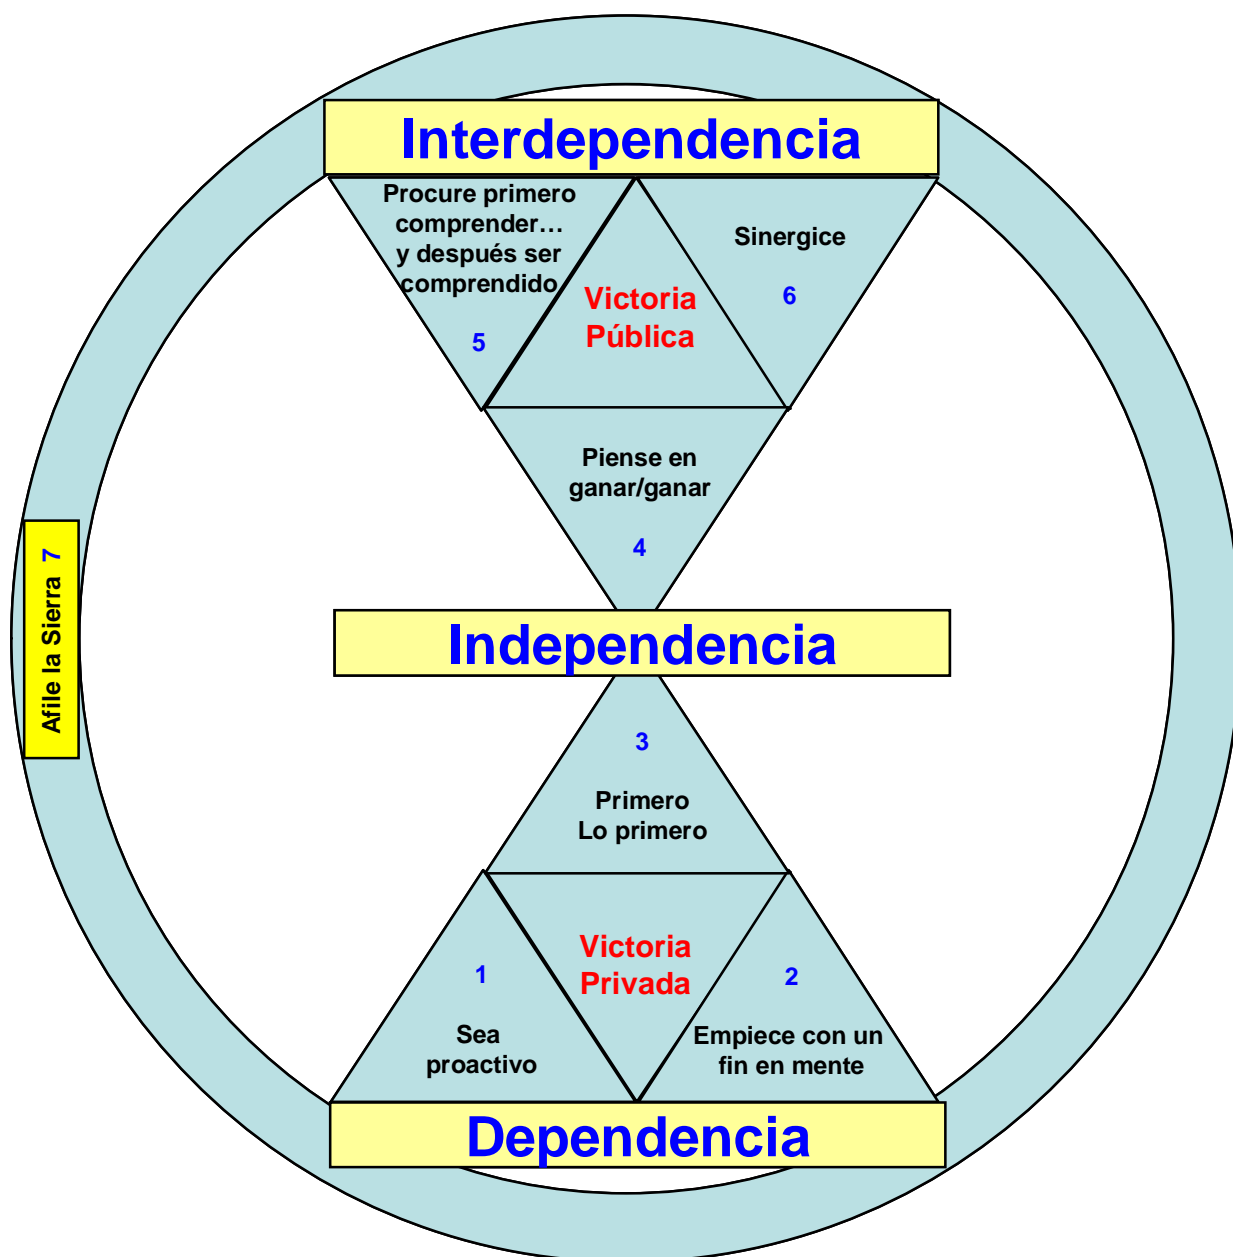 Interdependencia
Procure primero
comprender…
y después ser
comprendido
5
Victoria
Pública
Sinergice
6
Piense en
ganar/ganar
4
Afile la Sierra 7
Independencia
3
Primero
Lo primero
1
Sea
proactivo
Victoria
Privada
2
Empiece con un
fin en mente
Dependencia